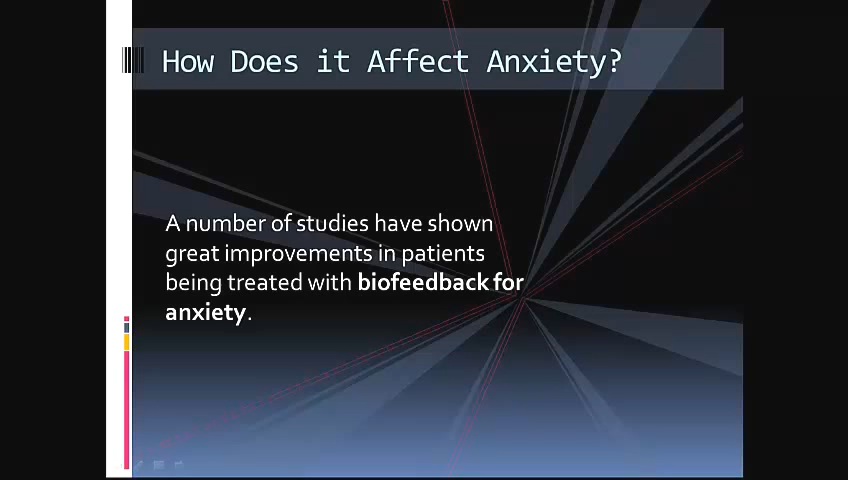 How Does it Affect Anxiety?
A number of studies have shown
great improvements in patients
being treated with biofeedback for
anxiety.